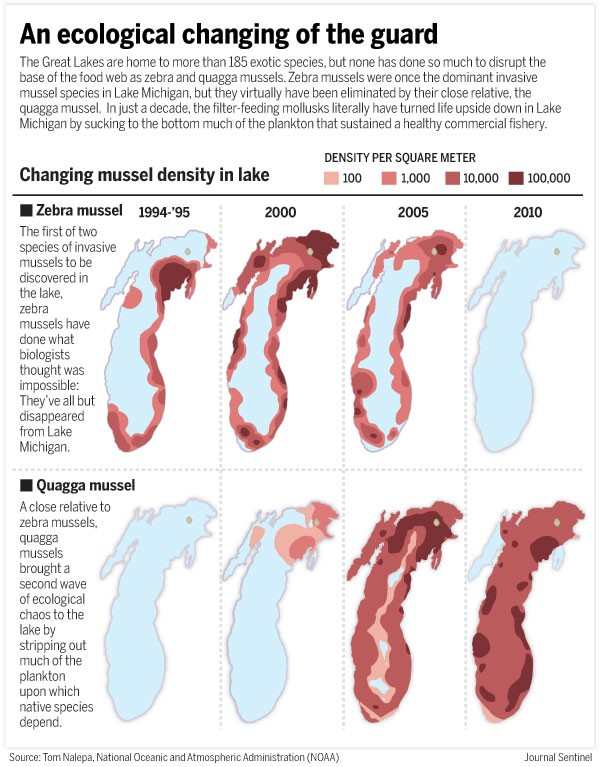 An ecological changing of the guard
The Great Lakes are home to more than 185 exotic species, but none has done so much to disrupt the
base of the food web as zebra and quagga mussels. Zebra mussels were once the dominant invasive
mussel species in Lake Michigan, but they virtually have been eliminated by their close relative, the
quagga mussel. In just a decade, the filter-feeding mollusks literally have turned life upside down in Lake
Michigan by sucking to the bottom much of the plankton that sustained a healthy commercial fishery.
DENSITY PER SQUARE METER
Changing mussel density in lake
100 1,000 10,000 100,000
Zebra mussel 1994-'95 2000 2005 2010
The first of two
species of invasive
mussels to be
discovered in
the lake,
zebra
mussels have
done what
biologists
thought was
impossible:
They've all but
disappeared
from Lake
Michigan.
Quagga mussel
A close relative to
zebra mussels,
quagga
mussels
brought a
second wave
of ecological
chaos to the
lake by
stripping out
much of the
plankton
upon which
native species
depend.
Source: Tom Nalepa, National Oceanic and Atmospheric Administration (NOAA) Journal Sentinel